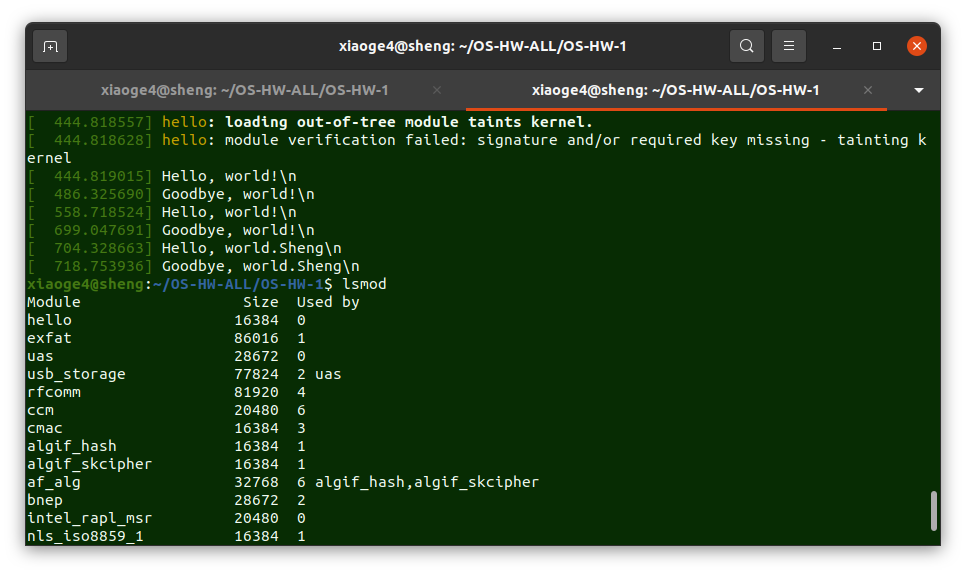 xiaoge4@sheng: ~/OS-HW-ALL/OS-HW-1
xiaoge4@sheng: ~/OS-HW-ALL/OS-HW-1 xiaoge4@sheng: ~/OS-HW-ALL/OS-HW-1
[  444.818557] hello: loading out-of-tree module taints kernel.
[  444.818628] hello: module verification failed: signature and/or required key missing - tainting k
ernel
[  444.819015] Hello, world!\n
[  486.325690] Goodbye, world!\n
[  558.718524] Hello, world!\n
[  699.047691] Goodbye, world!\n
[  704.328663] Hello, world.Sheng\n
[  718.753936] Goodbye, world.Sheng\n
xiaoge4@sheng:~/OS-HW-ALL/OS-HW-1$ lsmod
Module                  Size  Used by
hello                  16384  0
exfat                  86016  1
uas                    28672  0
usb_storage            77824  2 uas
rfcomm                 81920  4
ccm                    20480  6
cmac                   16384  3
algif_hash             16384  1
algif_skcipher         16384  1
af_alg                 32768  6 algif_hash,algif_skcipher
bnep                   28672  2
intel_rapl_msr         20480  0
nls_iso8859_1          16384  1